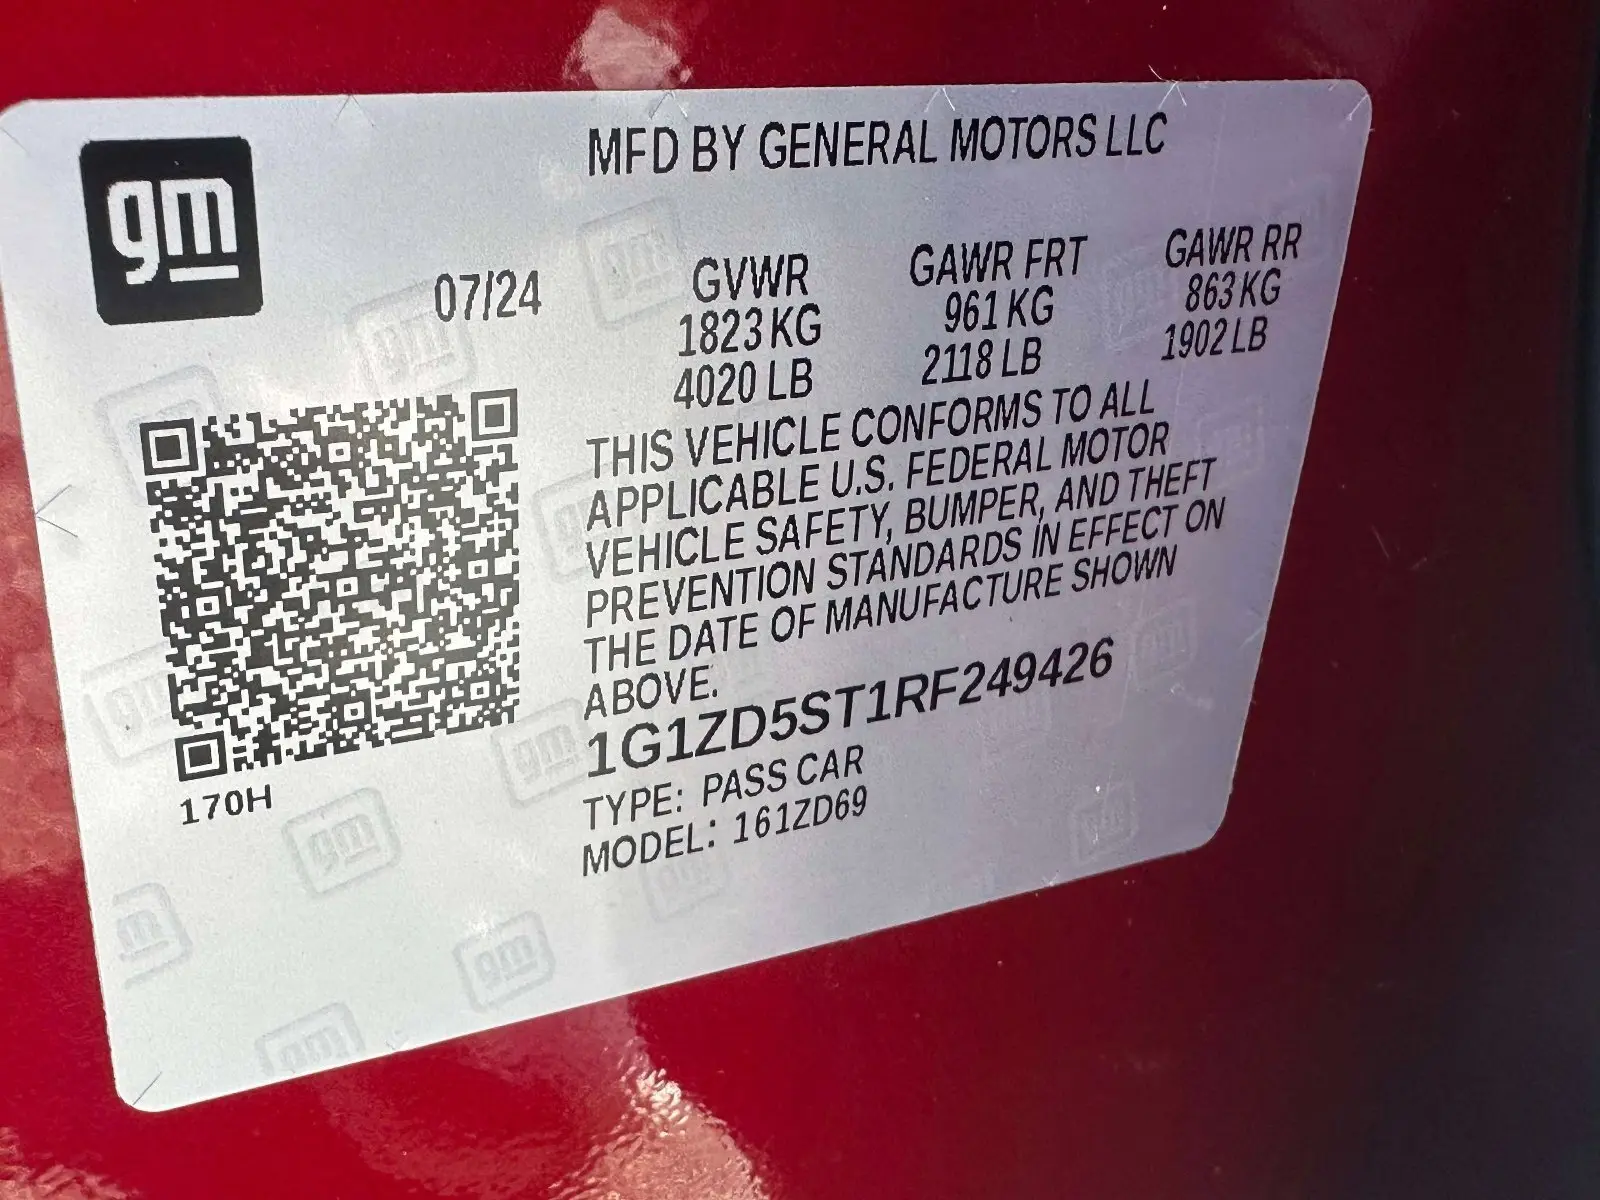 gm
MFD BY GENERAL MOTORS LLC
07/24
GVWR
1823 KG
4020 LB
GAWR FRT
961 KG
2118 LB
GAWR RR
863 KG
1902 LB
THIS VEHICLE CONFORMS TO ALL
APPLICABLE U.S. FEDERAL MOTOR
VEHICLE SAFETY, BUMPER, AND THEFT
PREVENTION STANDARDS IN EFFECT ON
THE DATE OF MANUFACTURE SHOWN
ABOVE.
1G1ZD5ST1RF249426
TYPE: PASS CAR
MODEL: 161ZD69
170H